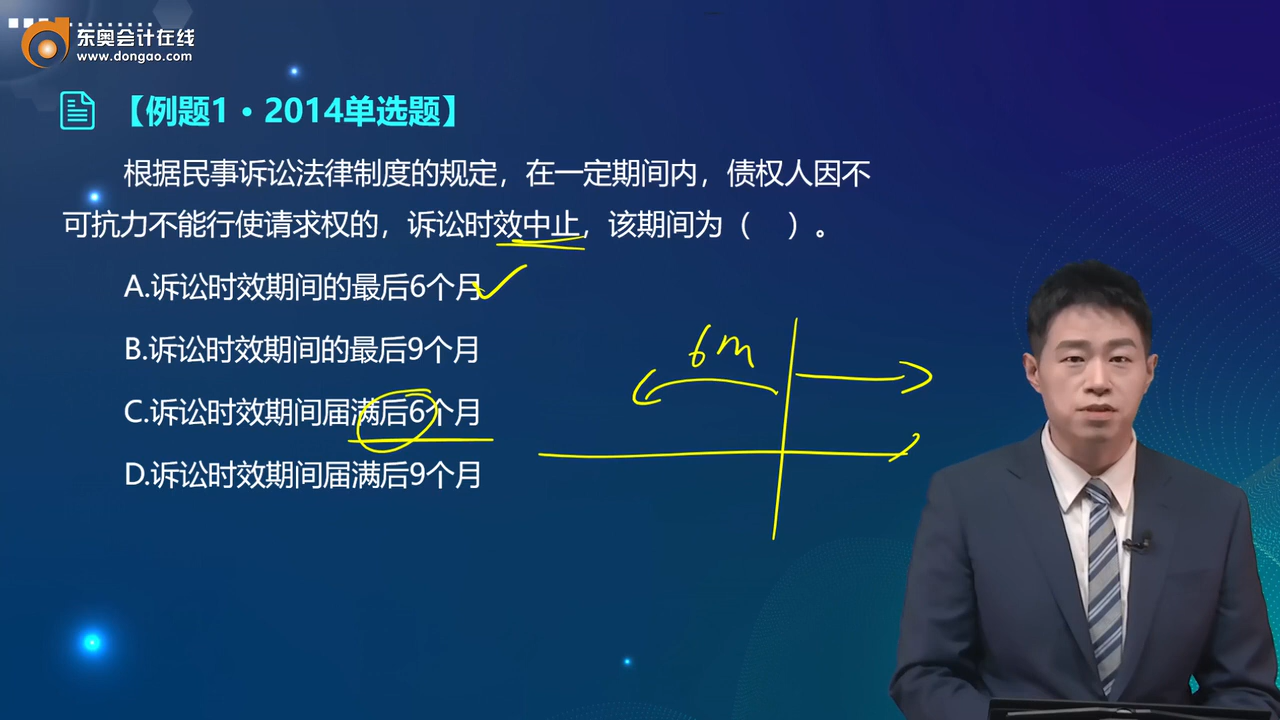 东奥会计在线
www.dongao.com
【例题1·2014单选题】
根据民事诉讼法律制度的规定，在一定期间内，债权人因不
可抗力不能行使请求权的，诉讼时效中止，该期间为（ ）。
A.诉讼时效期间的最后6个月
B.诉讼时效期间的最后9个月
6m
C.诉讼时效期间届满后6个月
D.诉讼时效期间届满后9个月